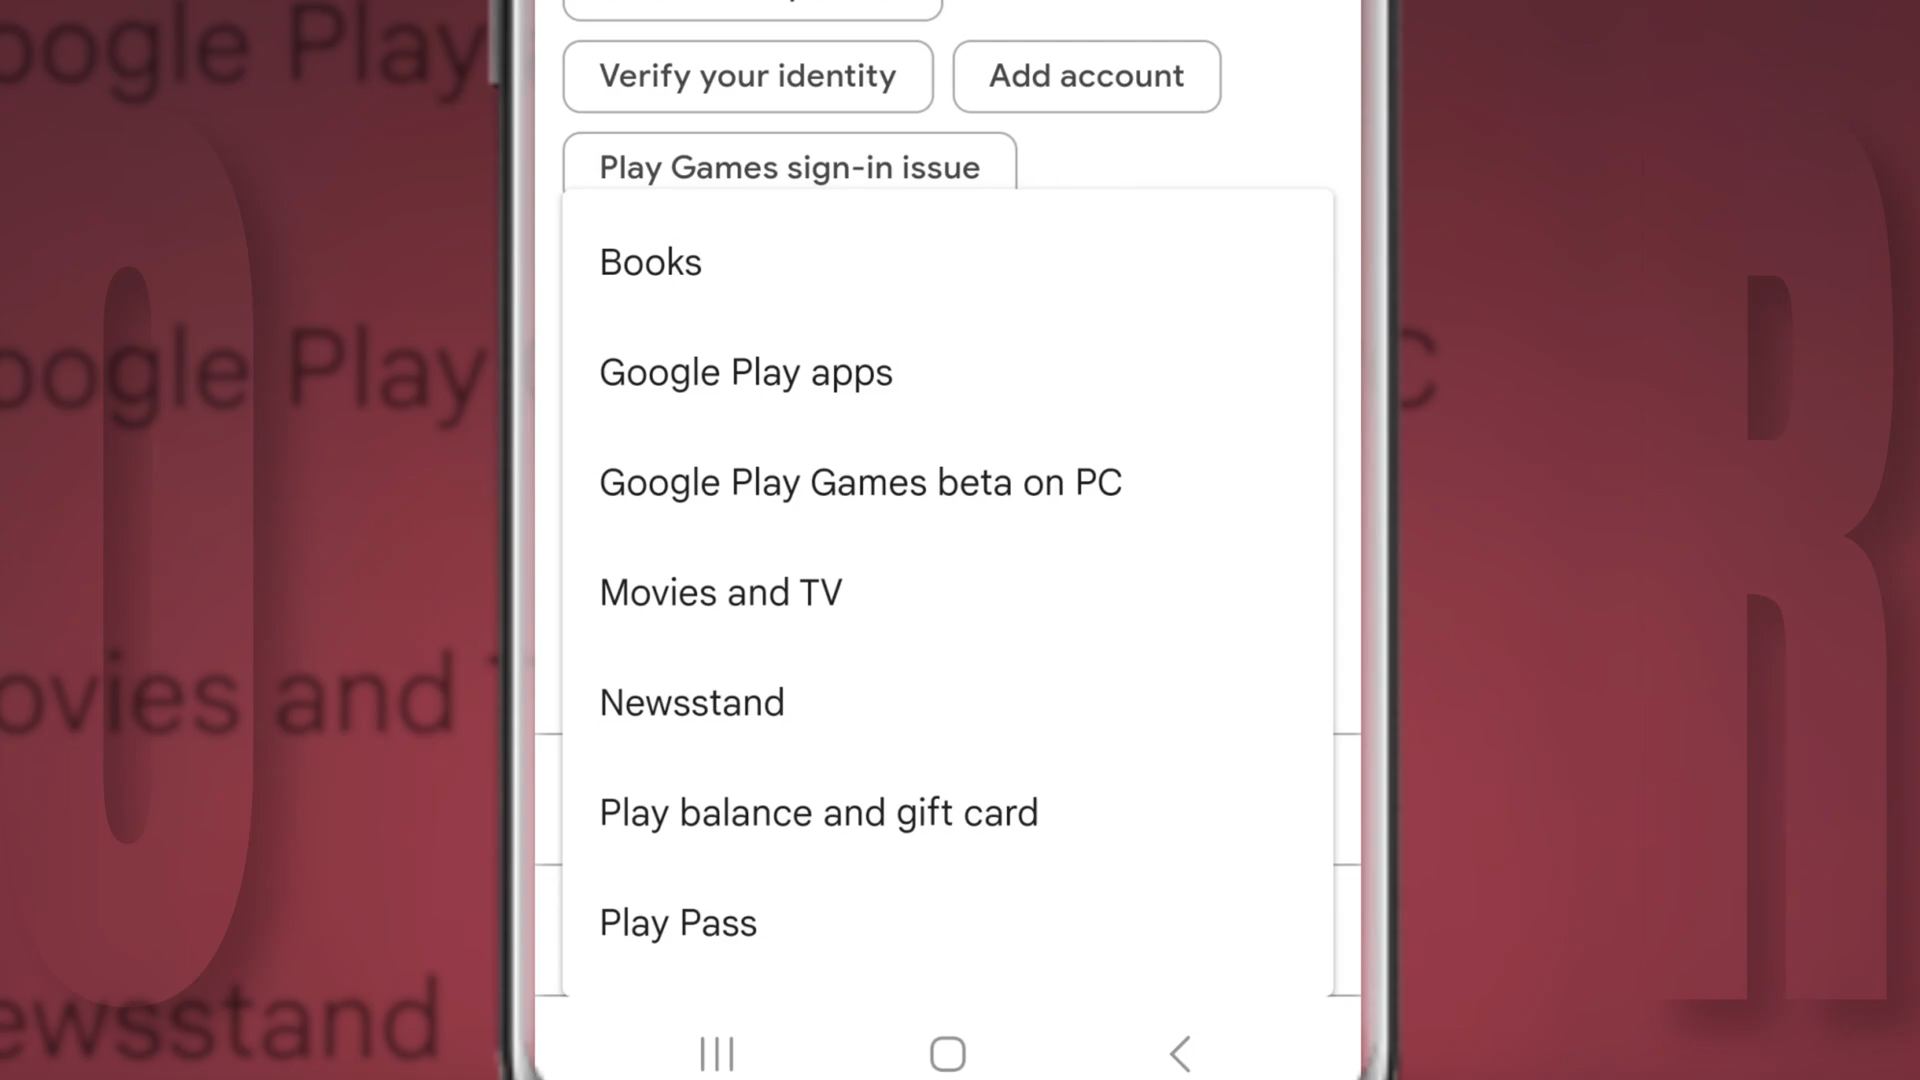 Verify your identity
Add account
Play Games sign-in issue
Books
Google Play apps
Google Play Games beta on PC
Movies and TV
Newsstand
Play balance and gift card
Play Pass